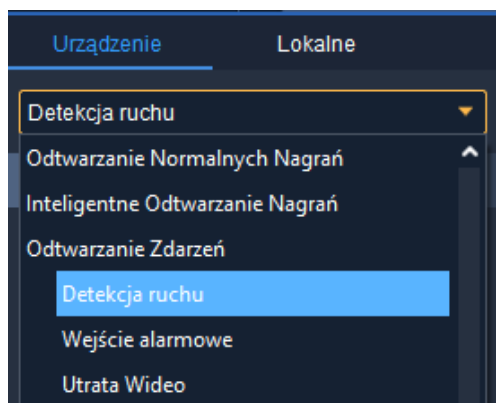 Urządzenie Lokalne
Detekcja ruchu
Odtwarzanie Normalnych Nagrań
Inteligentne Odtwarzanie Nagrań
Odtwarzanie Zdarzeń
Detekcja ruchu
Wejście alarmowe
Utrata Wideo